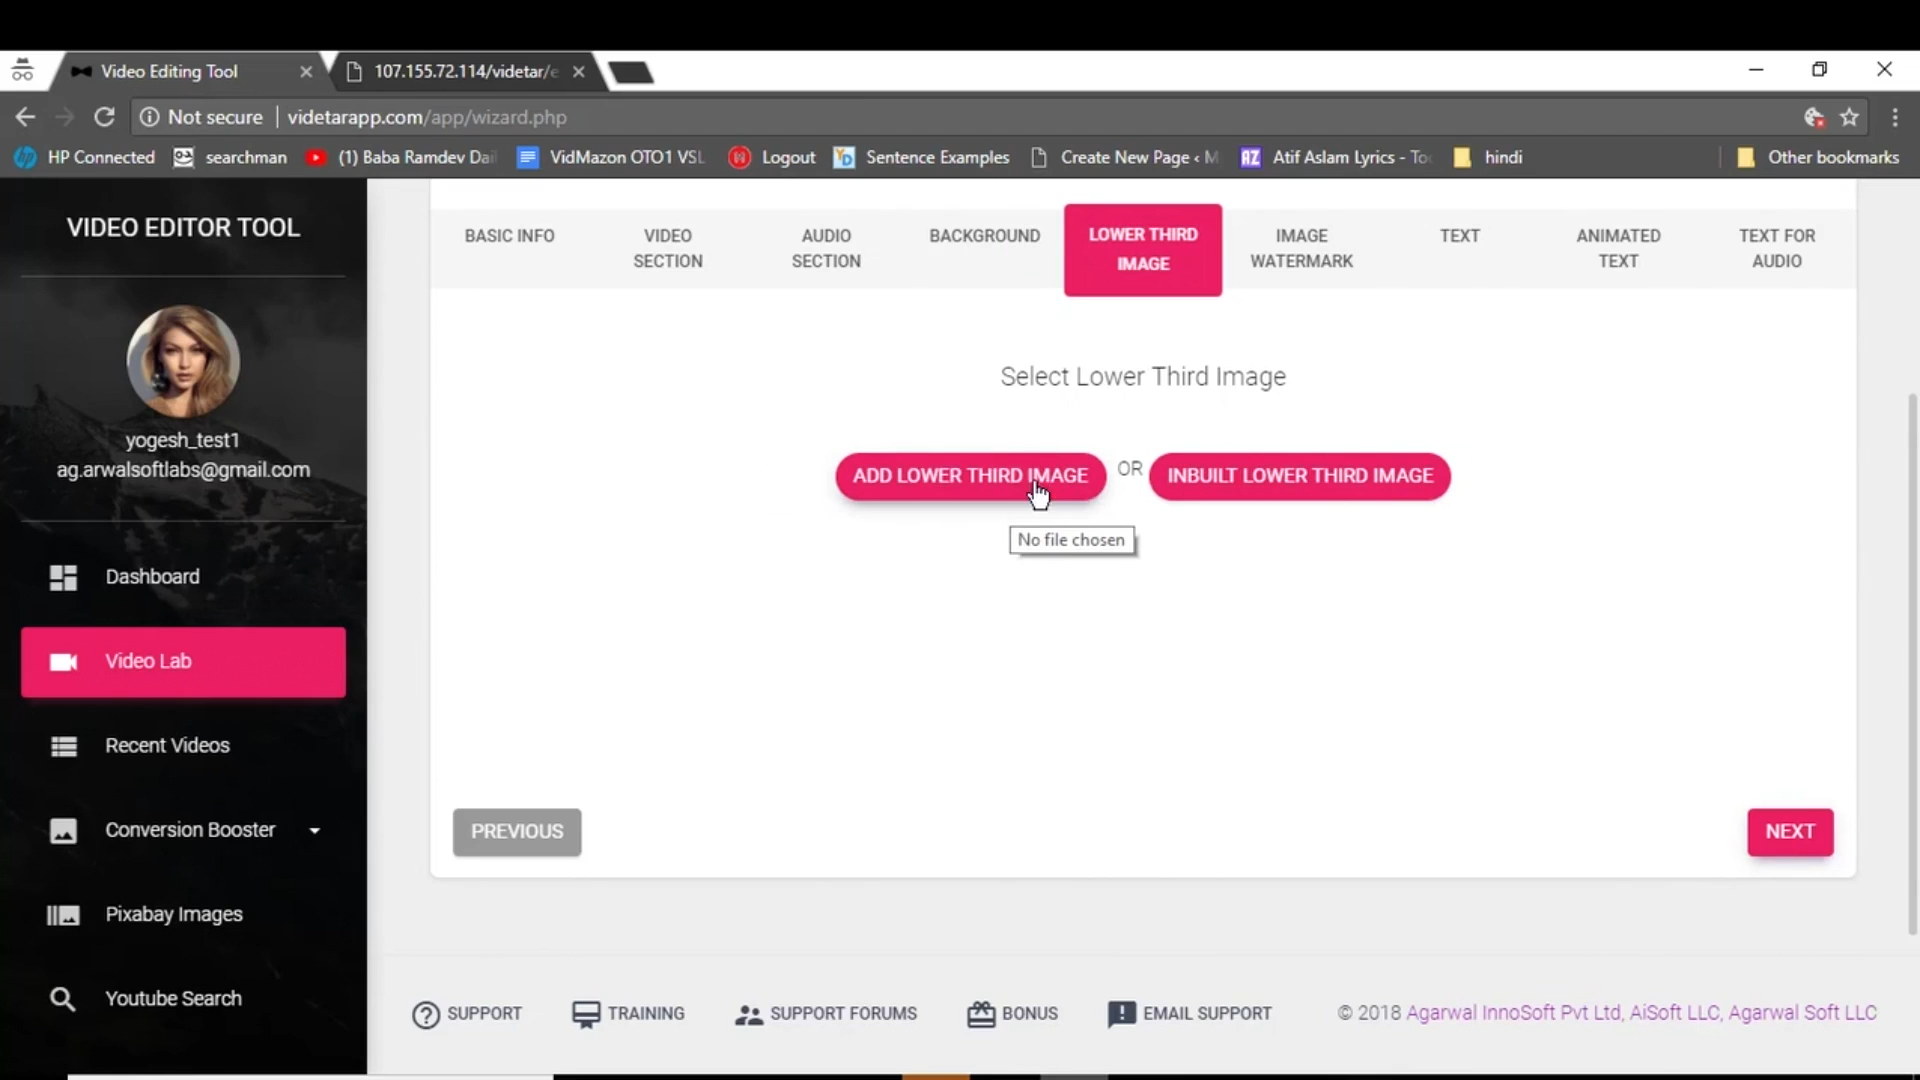 Video Editing Tool
107.155.72.114/videtar/e
Not secure
videtarapp.com/app/wizard.php
HP Connected
searchman
(1) Baba Ramdev Dai
VidMazon OTO1 VSL
Logout
Sentence Examples
Create New Page ‹ M
Atif Aslam Lyrics - To
hindi
Other bookmarks
VIDEO EDITOR TOOL
yogesh_test1
ag.arwalsoftlabs@gmail.com
Dashboard
Video Lab
Recent Videos
Conversion Booster
Pixabay Images
Youtube Search
BASIC INFO
VIDEO
SECTION
AUDIO
SECTION
BACKGROUND
LOWER THIRD
IMAGE
IMAGE
WATERMARK
TEXT
ANIMATED
TEXT
TEXT FOR
AUDIO
Select Lower Third Image
ADD LOWER THIRD IMAGE
OR
INBUILT LOWER THIRD IMAGE
No file chosen
PREVIOUS
NEXT
SUPPORT
TRAINING
SUPPORT FORUMS
BONUS
EMAIL SUPPORT
© 2018 Agarwal InnoSoft Pvt Ltd, AiSoft LLC, Agarwal Soft LLC